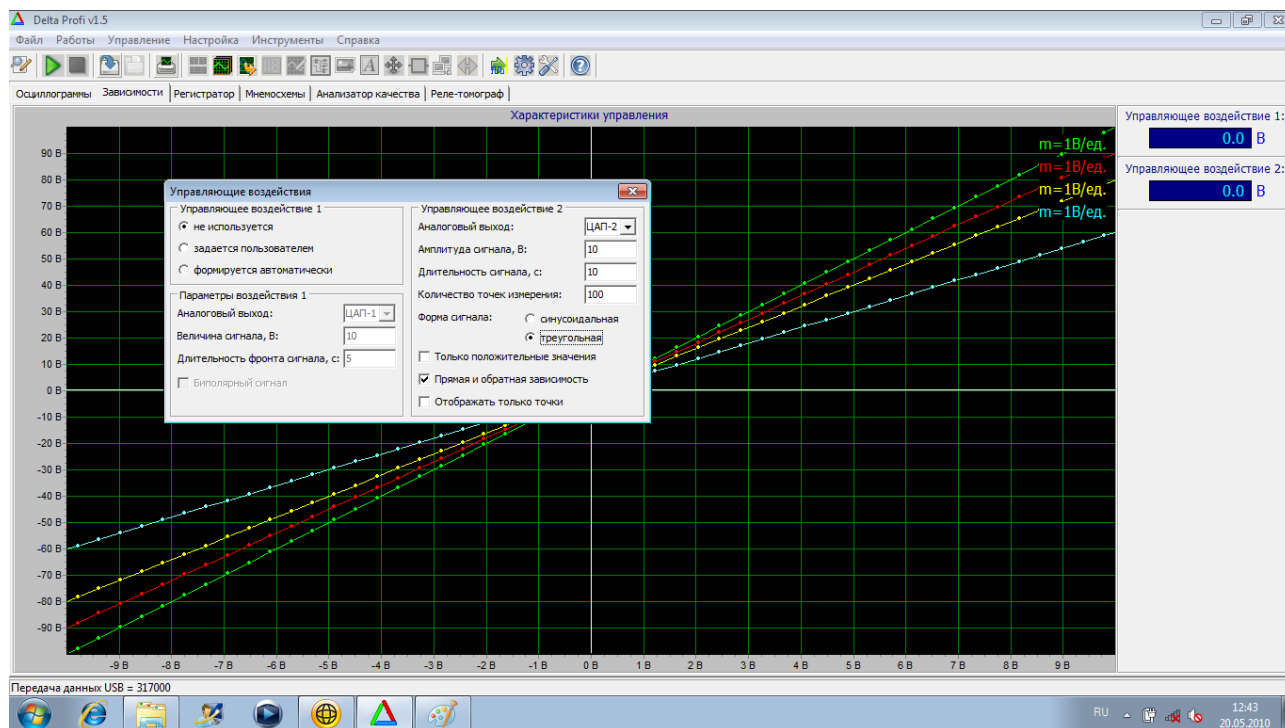 Delta Profi v1.5
Файл Работы Управление Настройка Инструменты Справка
Осциллограммы Зависимости Регистратор Мнемосхемы Анализатор качества Реле-томограф
Характеристики управления
Управляющее воздействие 1:
0.0 В
Управляющее воздействие 2:
0.0 В
m=1В/ед.
m=1В/ед.
m=1В/ед.
m=1В/ед.
90 В
80 В
70 В
60 В
50 В
40 В
30 В
20 В
10 В
0 В
-10 В
-20 В
-30 В
-40 В
-50 В
-60 В
-70 В
-80 В
-90 В
Управляющие воздействия
Управляющее воздействие 1
не используется
задается пользователем
формируется автоматически
Параметры воздействия 1
Аналоговый выход: ЦАП-1
Величина сигнала, В: 10
Длительность фронта сигнала, с: 5
Биполярный сигнал
Управляющее воздействие 2
Аналоговый выход: ЦАП-2
Амплитуда сигнала, В: 10
Длительность сигнала, с: 10
Количество точек измерения: 100
Форма сигнала: синусоидальная
треугольная
Только положительные значения
Прямая и обратная зависимость
Отображать только точки
-9 В -8 В -7 В -6 В -5 В -4 В -3 В -2 В -1 В 0 В 1 В 2 В 3 В 4 В 5 В 6 В 7 В 8 В 9 В
Передача данных USB = 317000
RU
12:43
20.05.2010